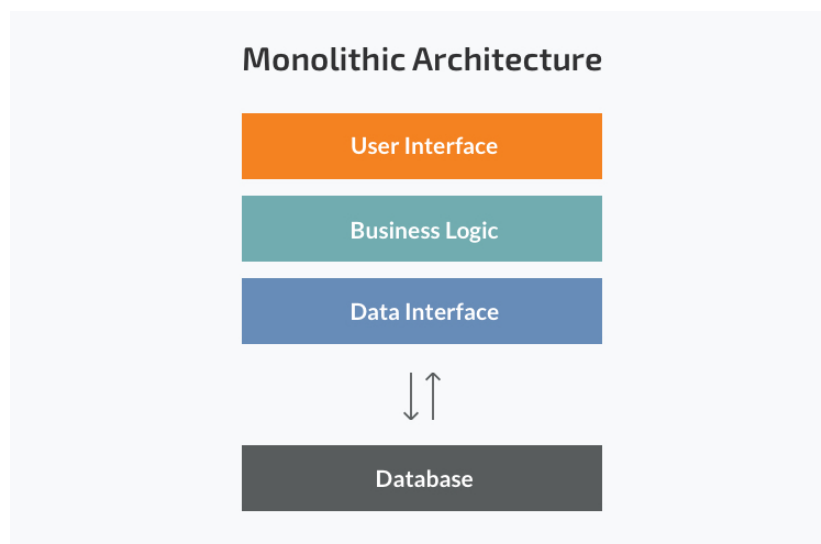 Monolithic Architecture
User Interface
Business Logic
Data Interface
Database